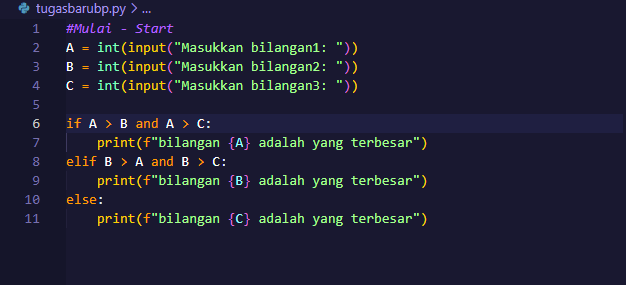 tugasbarubp.py > ...
1 #Mulai - Start
2 A = int(input("Masukkan bilangan1: "))
3 B = int(input("Masukkan bilangan2: "))
4 C = int(input("Masukkan bilangan3: "))
5
6 if A > B and A > C:
7     print(f"bilangan {A} adalah yang terbesar")
8 elif B > A and B > C:
9     print(f"bilangan {B} adalah yang terbesar")
10 else:
11     print(f"bilangan {C} adalah yang terbesar")